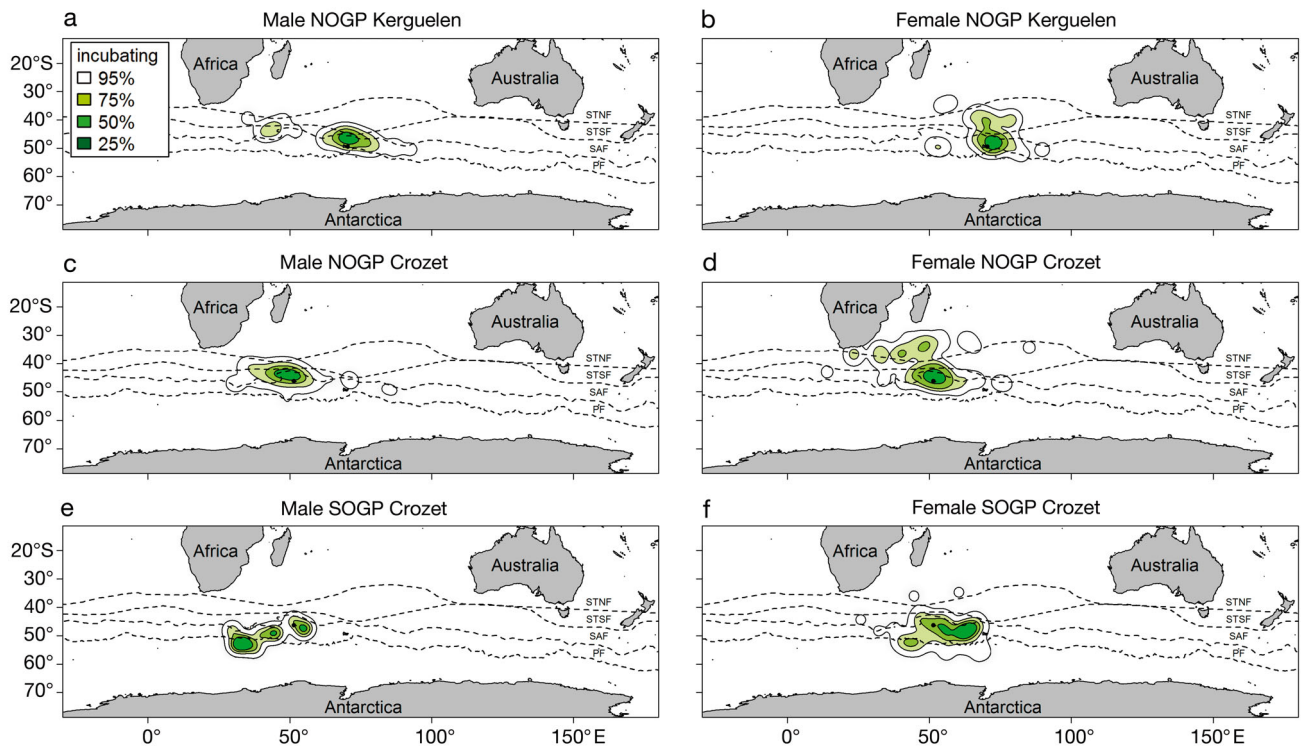 a Male NOGP Kerguelen
b Female NOGP Kerguelen
incubating
95%
75%
50%
25%
20°S
30°
40°
50°
60°
70°
Africa
Australia
STNF
STSF
SAF
PF
Antarctica
Africa
Australia
STNF
STSF
SAF
PF
Antarctica
c Male NOGP Crozet
d Female NOGP Crozet
20°S
30°
40°
50°
60°
70°
Africa
Australia
STNF
STSF
SAF
PF
Antarctica
Africa
Australia
STNF
STSF
SAF
PF
Antarctica
e Male SOGP Crozet
f Female SOGP Crozet
20°S
30°
40°
50°
60°
70°
Africa
Australia
STNF
STSF
SAF
PF
Antarctica
Africa
Australia
STNF
STSF
SAF
PF
Antarctica
0° 50° 100° 150°E
0° 50° 100° 150°E